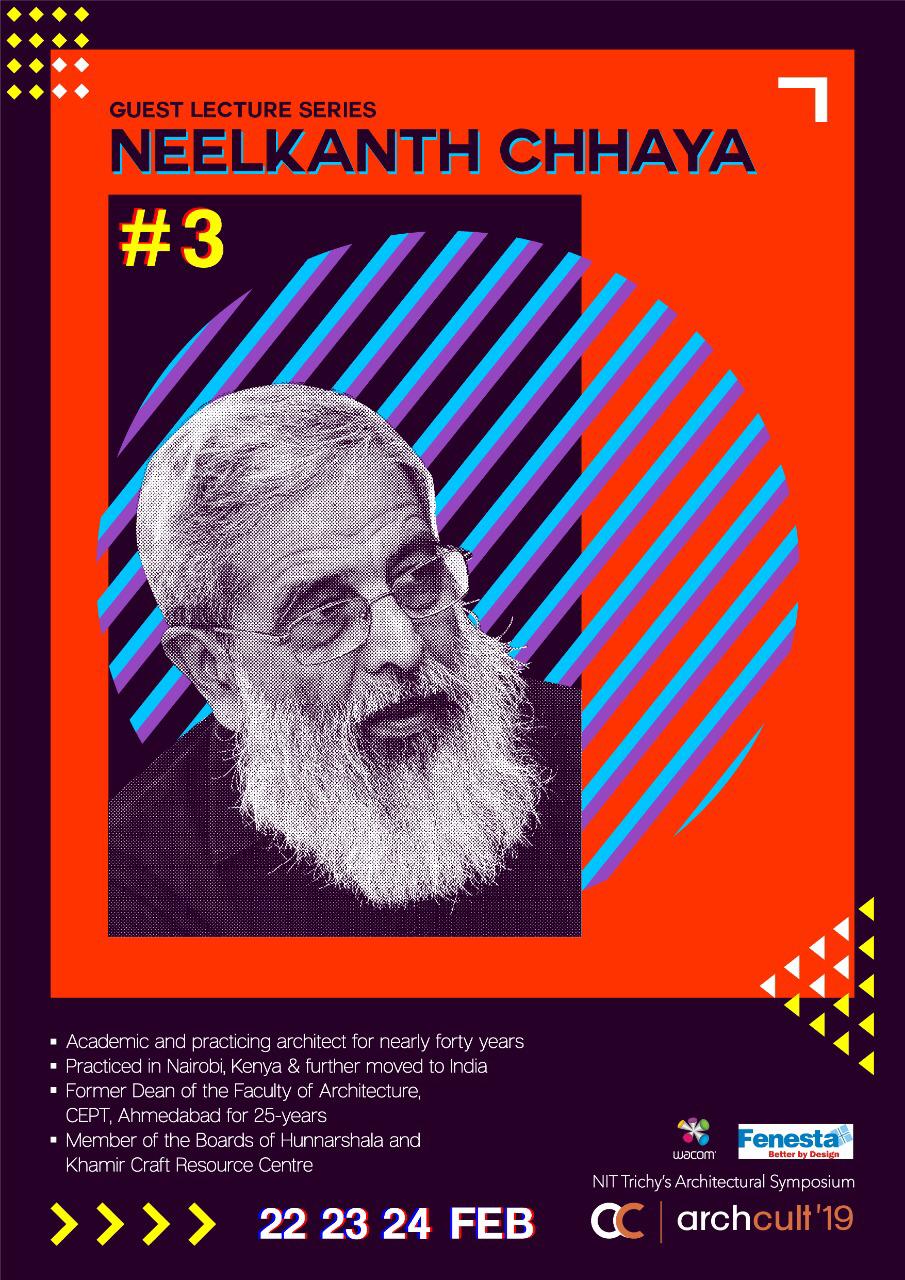 GUEST LECTURE SERIES
NEELKANTH CHHAYA
#3
Academic and practicing architect for nearly forty years
Practiced in Nairobi, Kenya & further moved to India
Former Dean of the Faculty of Architecture,
CEPT, Ahmedabad for 25-years
Member of the Boards of Hunnarshala and
Khamir Craft Resource Centre
wacom
Fenesta
Better by Design
NIT Trichy's Architectural Symposium
22 23 24 FEB
archcult'19